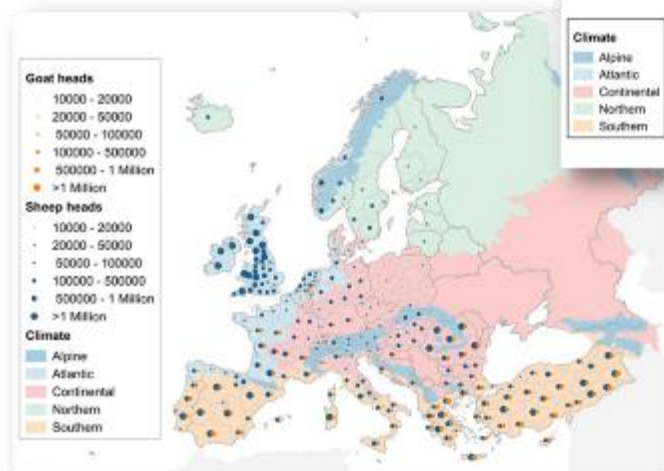 Goat heads
10000 - 20000
20000 - 50000
50000 - 100000
100000 - 500000
500000 - 1 Million
>1 Million
Sheep heads
10000 - 20000
20000 - 50000
50000 - 100000
100000 - 500000
500000 - 1 Million
>1 Million
Climate
Alpine
Atlantic
Continental
Northern
Southern
Climate
Alpine
Atlantic
Continental
Northern
Southern